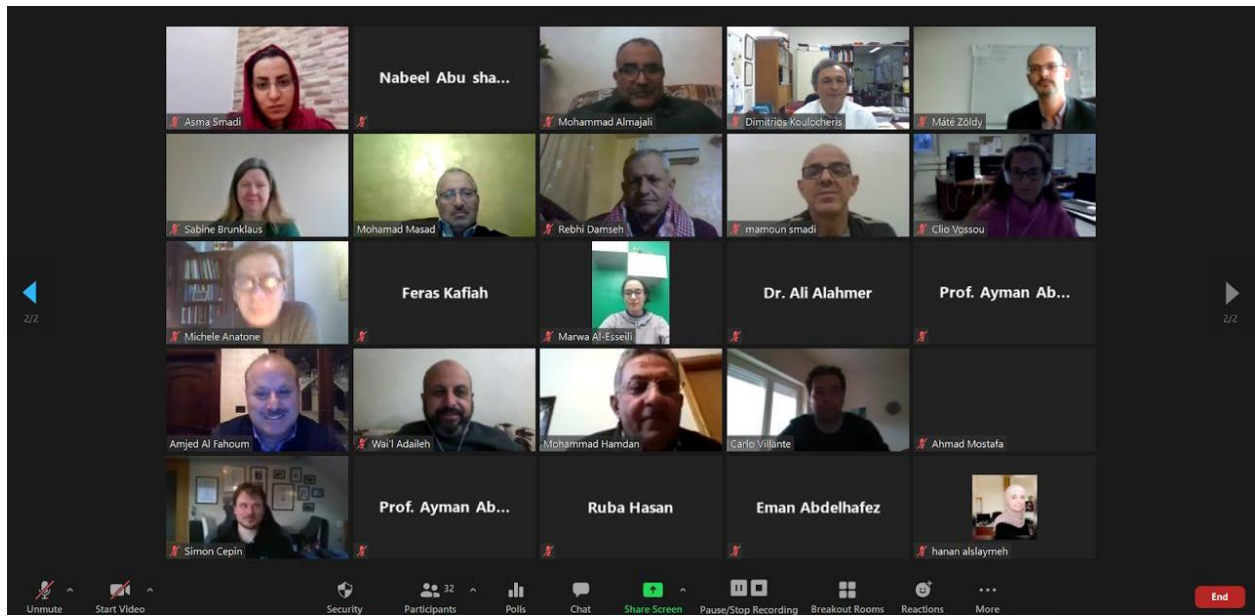 Asma Smadi
Nabeel Abu sha...
Mohammad Almajali
Dimitrios Koulocheris
Máté Zöldy
Sabine Brunklaus
Mohamad Masad
Rebhi Damseh
mamoun smadi
Clio Vossou
2/2
Michele Anatone
Feras Kafiah
Marwa Al-Esseili
Dr. Ali Alahmer
Prof. Ayman Ab...
2/2
Amjed Al Fahoum
Wai'l Adaileh
Mohammad Hamdan
Carlo Villante
Ahmad Mostafa
Simon Cepin
Prof. Ayman Ab...
Ruba Hasan
Eman Abdelhafez
hanan alslaymeh
Unmute
Start Video
Security
32
Participants
Polls
Chat
Share Screen
Pause/Stop Recording
Breakout Rooms
Reactions
More
End